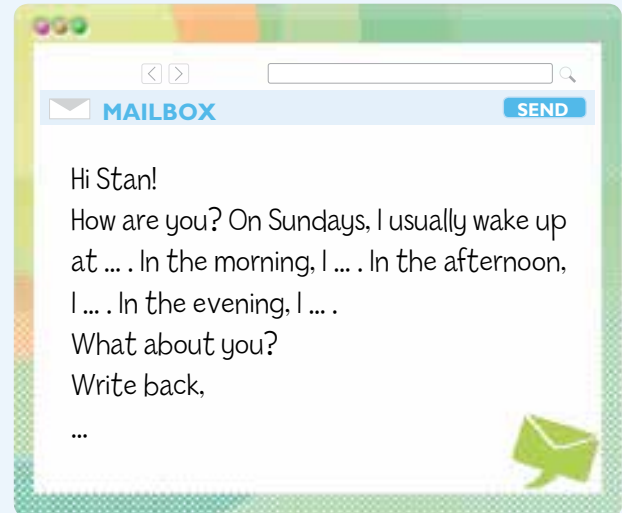 MAILBOX
SEND
Hi Stan!
How are you? On Sundays, I usually wake up
at ... . In the morning, I ... . In the afternoon,
I ... . In the evening, I ... .
What about you?
Write back,
...